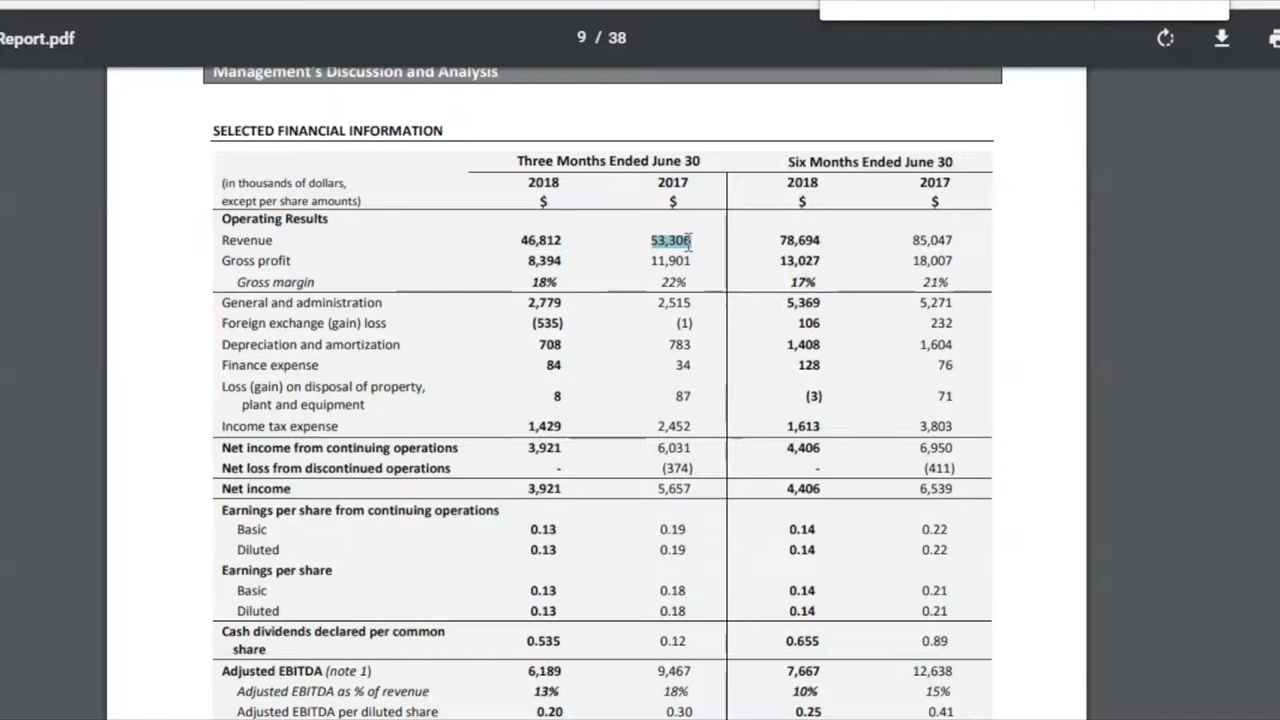 Report.pdf
9 / 38
Management's Discussion and Analysis
SELECTED FINANCIAL INFORMATION
Three Months Ended June 30 Six Months Ended June 30
(in thousands of dollars, 2018 2017 2018 2017
except per share amounts) $ $ $ $
Operating Results
Revenue 46,812 53,306 78,694 85,047
Gross profit 8,394 11,901 13,027 18,007
Gross margin 18% 22% 17% 21%
General and administration 2,779 2,515 5,369 5,271
Foreign exchange (gain) loss (535) (1) 106 232
Depreciation and amortization 708 783 1,408 1,604
Finance expense 84 34 128 76
Loss (gain) on disposal of property,
plant and equipment 8 87 (3) 71
Income tax expense 1,429 2,452 1,613 3,803
Net income from continuing operations 3,921 6,031 4,406 6,950
Net loss from discontinued operations - (374) - (411)
Net income 3,921 5,657 4,406 6,539
Earnings per share from continuing operations
Basic 0.13 0.19 0.14 0.22
Diluted 0.13 0.19 0.14 0.22
Earnings per share
Basic 0.13 0.18 0.14 0.21
Diluted 0.13 0.18 0.14 0.21
Cash dividends declared per common
share 0.535 0.12 0.655 0.89
Adjusted EBITDA (note 1) 6,189 9,467 7,667 12,638
Adjusted EBITDA as % of revenue 13% 18% 10% 15%
Adjusted EBITDA per diluted share 0.20 0.30 0.25 0.41